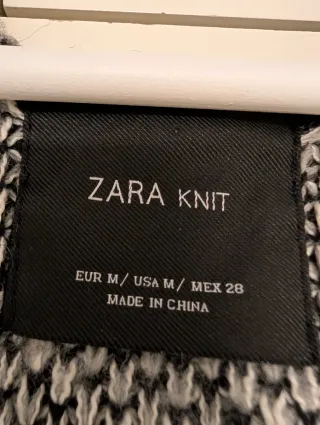 ZARA KNIT
EUR M/ USA M/ MEX 28
MADE IN CHINA